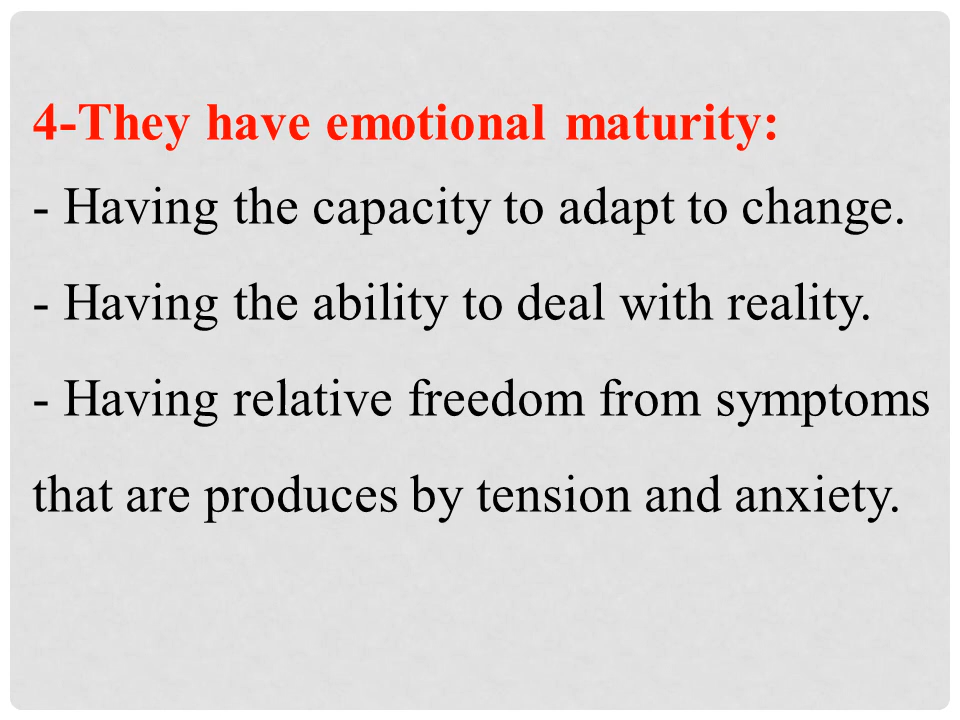 4-They have emotional maturity:
- Having the capacity to adapt to change.
- Having the ability to deal with reality.
- Having relative freedom from symptoms
that are produces by tension and anxiety.